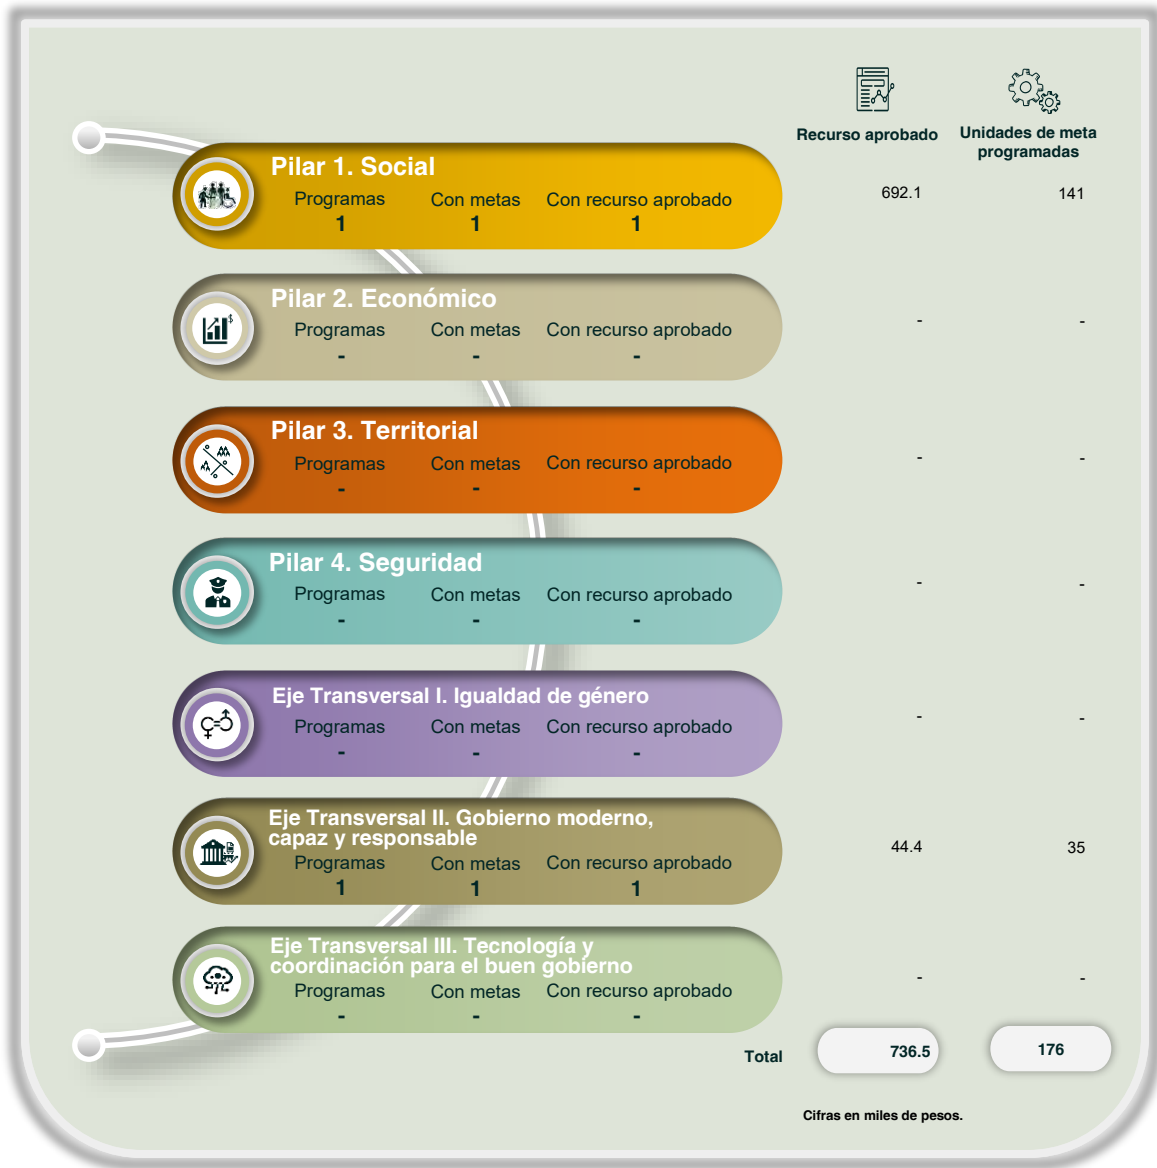 Recurso aprobado
Unidades de meta
programadas
Pilar 1. Social
Programas Con metas Con recurso aprobado
1 1 1
692.1 141
Pilar 2. Económico
Programas Con metas Con recurso aprobado
- - -
- -
Pilar 3. Territorial
Programas Con metas Con recurso aprobado
- - -
- -
Pilar 4. Seguridad
Programas Con metas Con recurso aprobado
- - -
- -
Eje Transversal I. Igualdad de género
Programas Con metas Con recurso aprobado
- - -
- -
Eje Transversal II. Gobierno moderno,
capaz y responsable
Programas Con metas Con recurso aprobado
1 1 1
44.4 35
Eje Transversal III. Tecnología y
coordinación para el buen gobierno
Programas Con metas Con recurso aprobado
- - -
- -
Total 736.5 176
Cifras en miles de pesos.